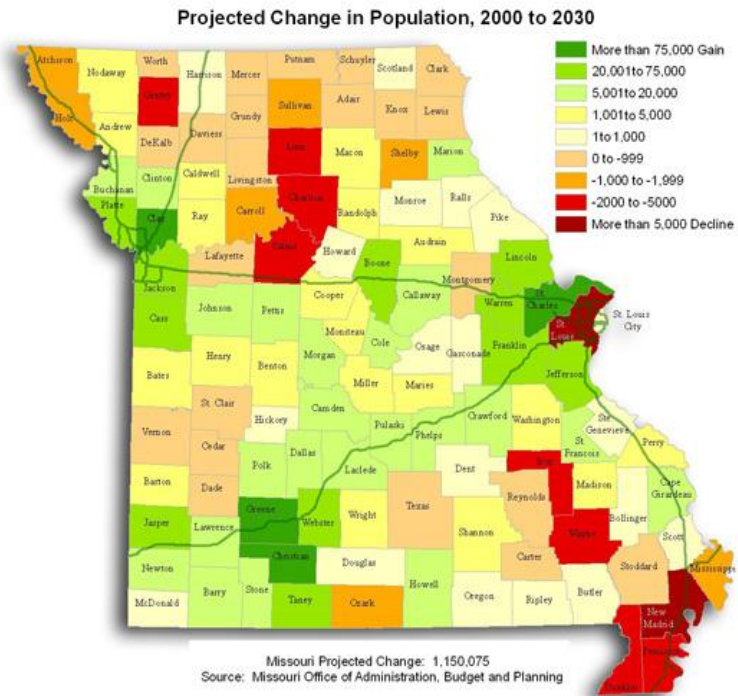 Projected Change in Population, 2000 to 2030
More than 75,000 Gain
20,001to 75,000
5,001to 20,000
1,001to 5,000
1to 1,000
0 to -999
-1,000 to -1,999
-2000 to -5000
More than 5,000 Decline
Atchison
Nodaway
Worth
Harrison
Mercer
Putnam
Schuyler
Scotland
Clark
Holt
Gentry
Sullivan
Adair
Knox
Lewis
Andrew
DeKalb
Daviess
Grundy
Linn
Macon
Shelby
Marion
Buchanan
Clinton
Caldwell
Livingston
Chariton
Monroe
Ralls
Platte
Clay
Ray
Carroll
Randolph
Pike
Saline
Howard
Audrain
Jackson
Lafayette
Boone
Callaway
Montgomery
Lincoln
Warren
St. Charles
St. Louis
St. Louis City
Cass
Johnson
Pettis
Cooper
Moniteau
Cole
Osage
Gasconade
Franklin
Jefferson
Bates
Henry
Benton
Morgan
Miller
Maries
St. Clair
Hickory
Camden
Pulaski
Phelps
Crawford
Washington
Ste Genevieve
St Francois
Perry
Vernon
Cedar
Polk
Dallas
Laclede
Dent
Iron
Madison
Cape Girardeau
Barton
Dade
Greene
Webster
Wright
Texas
Reynolds
Wayne
Bollinger
Scott
Jasper
Lawrence
Christian
Douglas
Shannon
Carter
Stoddard
Mississippi
Newton
Barry
Stone
Taney
Ozark
Howell
Oregon
Ripley
Butler
New Madrid
McDonald
Missouri Projected Change: 1,150,075
Source: Missouri Office of Administration, Budget and Planning